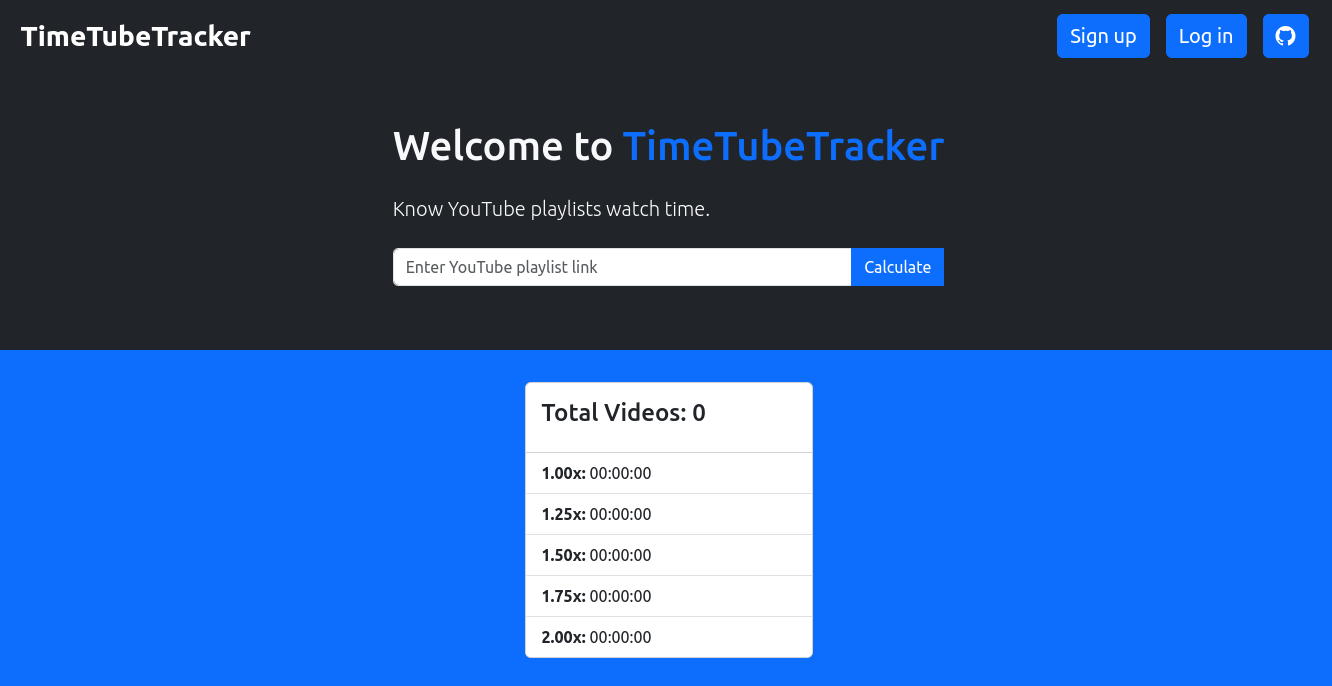 TimeTubeTracker
Sign up
Log in
Welcome to TimeTubeTracker
Know YouTube playlists watch time.
Enter YouTube playlist link
Calculate
Total Videos: 0
1.00x: 00:00:00
1.25x: 00:00:00
1.50x: 00:00:00
1.75x: 00:00:00
2.00x: 00:00:00